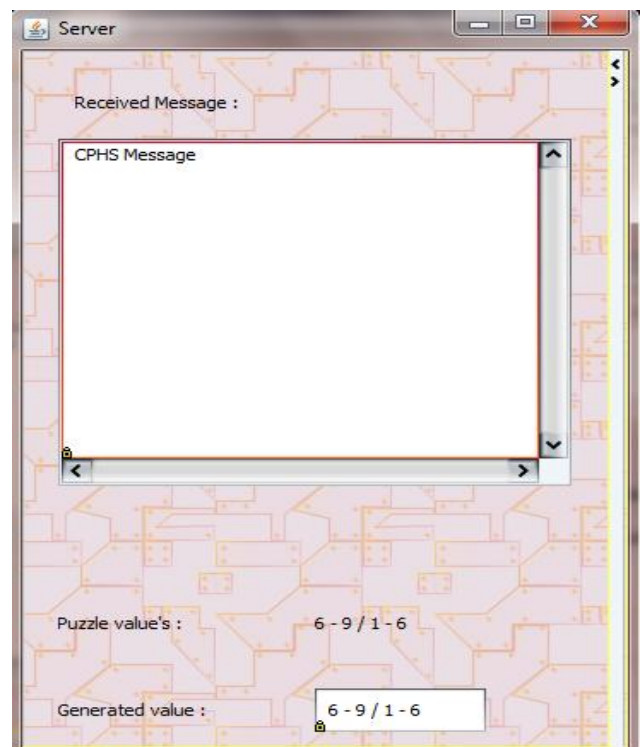 Server
Received Message :
CPHS Message
Puzzle value's : 6 - 9 / 1 - 6
Generated value : 6 - 9 / 1 - 6